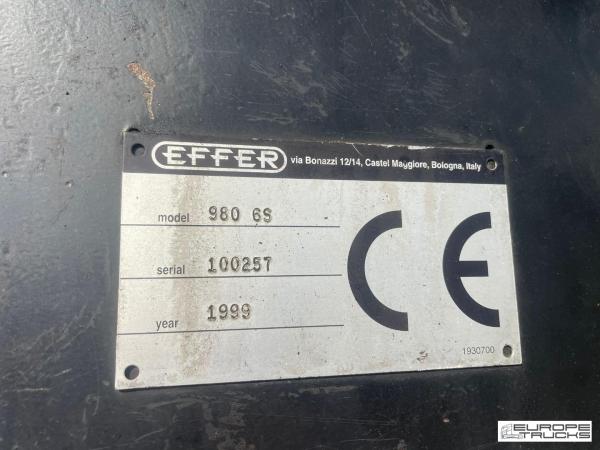 EFFER via Bonazzi 12/14, Castel Maggiore, Bologna, Italy
model 980 6S
serial 100257
year 1999
CE
1930700
EUROPE
TRUCKS